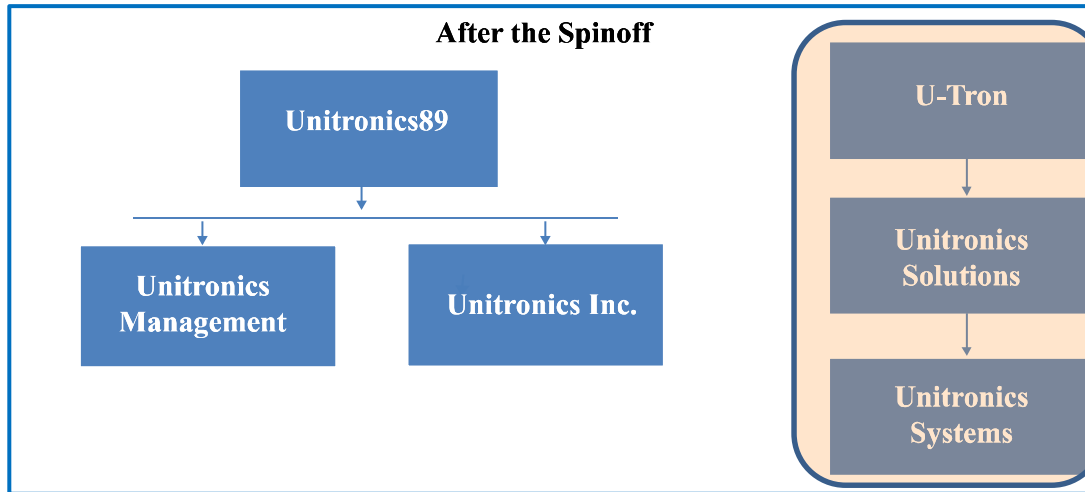 After the Spinoff
Unitronics89
Unitronics
Management
Unitronics Inc.
U-Tron
Unitronics
Solutions
Unitronics
Systems